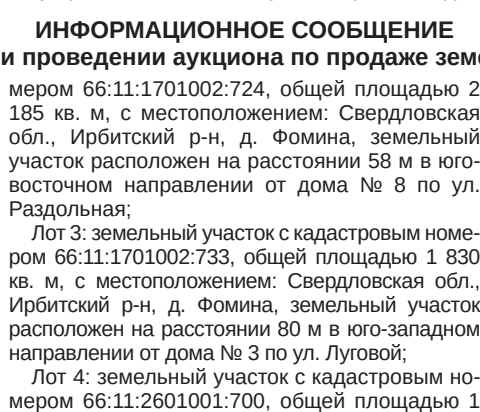 ИНФОРМАЦИОННОЕ СООБЩЕНИЕ
и проведении аукциона по продаже зем
мером 66:11:1701002:724, общей площадью 2
185 кв. м, с местоположением: Свердловская
обл., Ирбитский р-н, д. Фомина, земельный
участок расположен на расстоянии 58 м в юго-
восточном направлении от дома № 8 по ул.
Раздольная;
Лот 3: земельный участок с кадастровым номе-
ром 66:11:1701002:733, общей площадью 1 830
кв. м, с местоположением: Свердловская обл.,
Ирбитский р-н, д. Фомина, земельный участок
расположен на расстоянии 80 м в юго-западном
направлении от дома № 3 по ул. Луговой;
Лот 4: земельный участок с кадастровым но-
мером 66:11:2601001:700, общей площадью 1